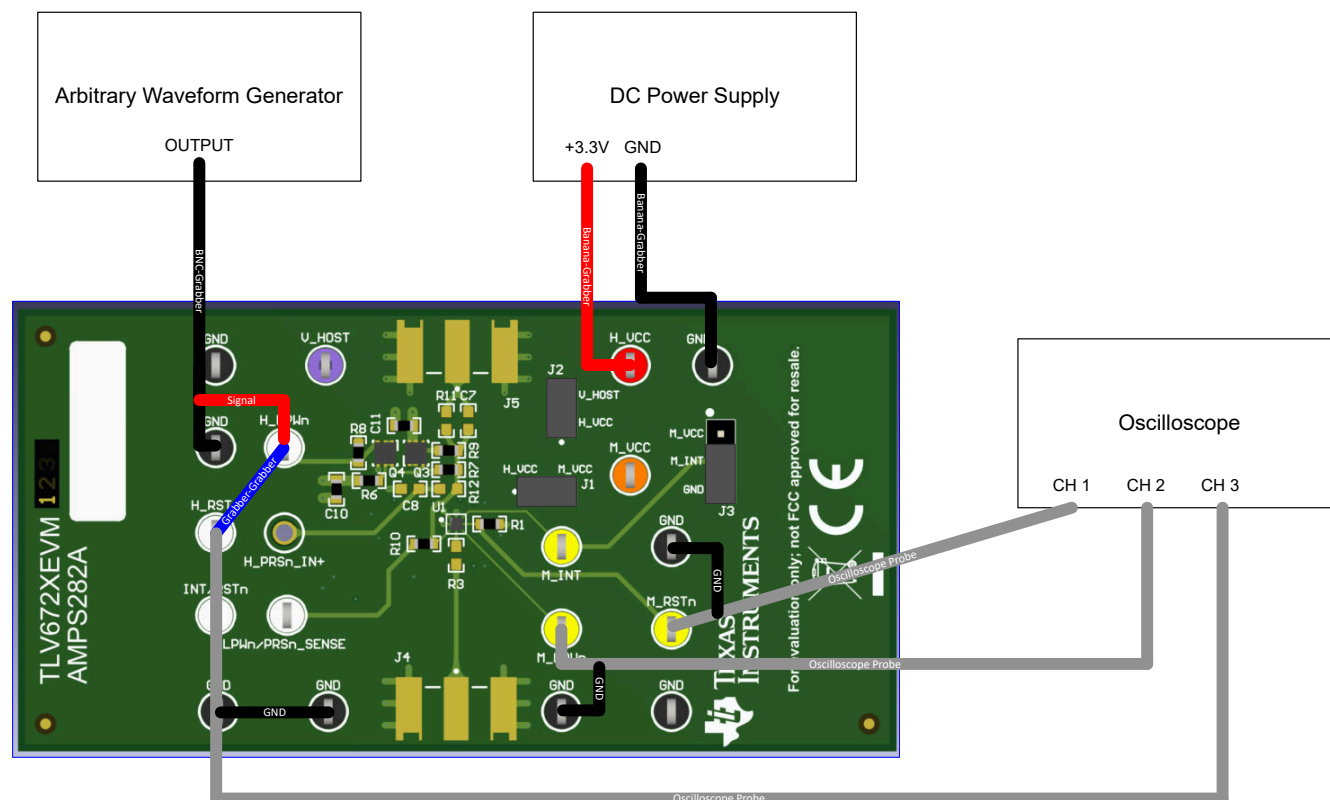 Arbitrary Waveform Generator
OUTPUT
DC Power Supply
+3.3V GND
BNC-Grabber
Banana-Grabber
Banana-Grabber
GND
V_HOST
H_VCC
GND
J2
V_HOST
H_VCC
R11
C7
J5
Signal
GND
C11
R8
Q4
Q3
R9
R7
R12
R6
C10
C8
U1
M_VCC
M_VCC
M_INT
GND
J3
H_VCC
M_VCC
J1
TLV672XEVM
AMPS282A
1 2 3
Grabber-Grabber
H_PRSn_IN+
R10
R1
R3
M_INT
GND
GND
M_RSTn
LPWn/PRSn_SENSE
J4
GND
GND
GND
GND
GND
GND
TEXAS
INSTRUMENTS
For evaluation only; not FCC approved for resale.
CE
Oscilloscope
CH 1 CH 2 CH 3
Oscilloscope Probe
Oscilloscope Probe
Oscilloscope Probe